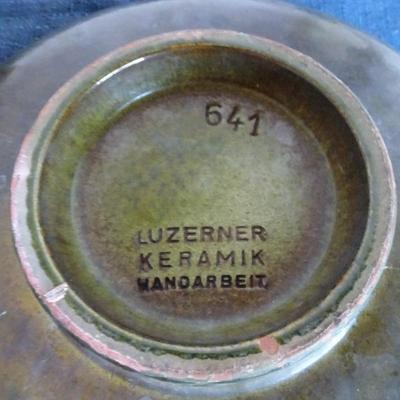 641
LUZERNER
KERAMIK
HANDARBEIT.